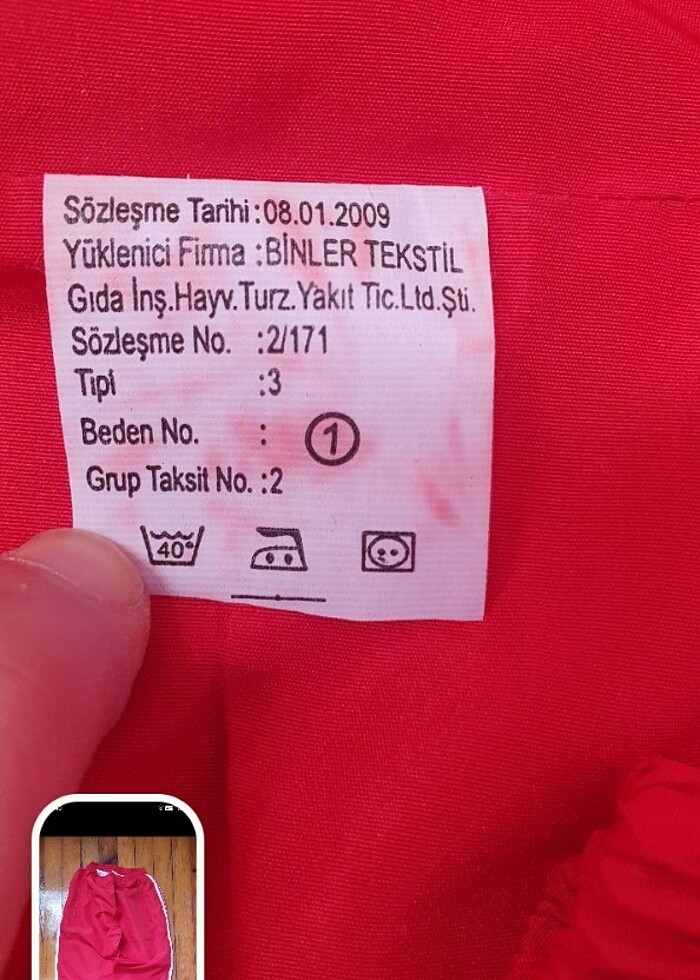 Sözleşme Tarihi:08.01.2009
Yüklenici Firma :BİNLER TEKSTİL
Gıda İnş.Hayv.Turz.Yakıt Tic.Ltd.Şti.
Sözleşme No. :2/171
Tipi :3
Beden No. : 1
Grup Taksit No. :2
40°